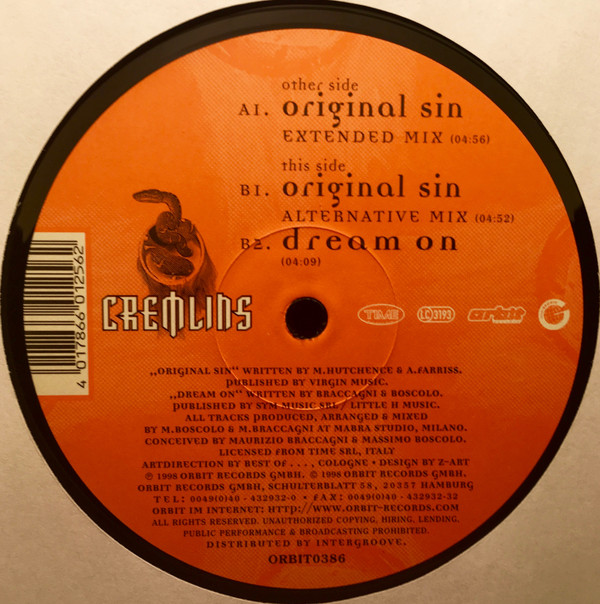 other side
A1. original sin
EXTENDED MIX (04:56)
this side
B1. original sin
ALTERNATIVE MIX (04:52)
B2. dream on
(04:09)
CREMLINS
TIME LC 3193 orbit
4 017866 012562
„ORIGINAL SIN“ WRITTEN BY M.HUTCHENCE & A.FARRISS.
PUBLISHED BY VIRGIN MUSIC.
„DREAM ON“ WRITTEN BY BRACCAGNI & BOSCOLO.
PUBLISHED BY SYM MUSIC SRL / LITTLE H MUSIC.
ALL TRACKS PRODUCED, ARRANGED & MIXED
BY M.BOSCOLO & M.BRACCAGNI AT MABRA STUDIO, MILANO.
CONCEIVED BY MAURIZIO BRACCAGNI & MASSIMO BOSCOLO.
LICENSED FROM TIME SRL, ITALY
ARTDIRECTION BY BEST OF . . . , COLOGNE • DESIGN BY Z-ART
℗ 1998 ORBIT RECORDS GMBH. © 1998 ORBIT RECORDS GMBH.
ORBIT RECORDS GMBH, SCHULTERBLATT 58, 20357 HAMBURG
TEL: 0049(0)40 - 432932-0 • FAX: 0049(0)40 - 432932-32
ORBIT IM INTERNET: HTTP://WWW.ORBIT-RECORDS.COM
ALL RIGHTS RESERVED. UNAUTHORIZED COPYING, HIRING, LENDING,
PUBLIC PERFORMANCE & BROADCASTING PROHIBITED.
DISTRIBUTED BY INTERGROOVE.
ORBIT0386